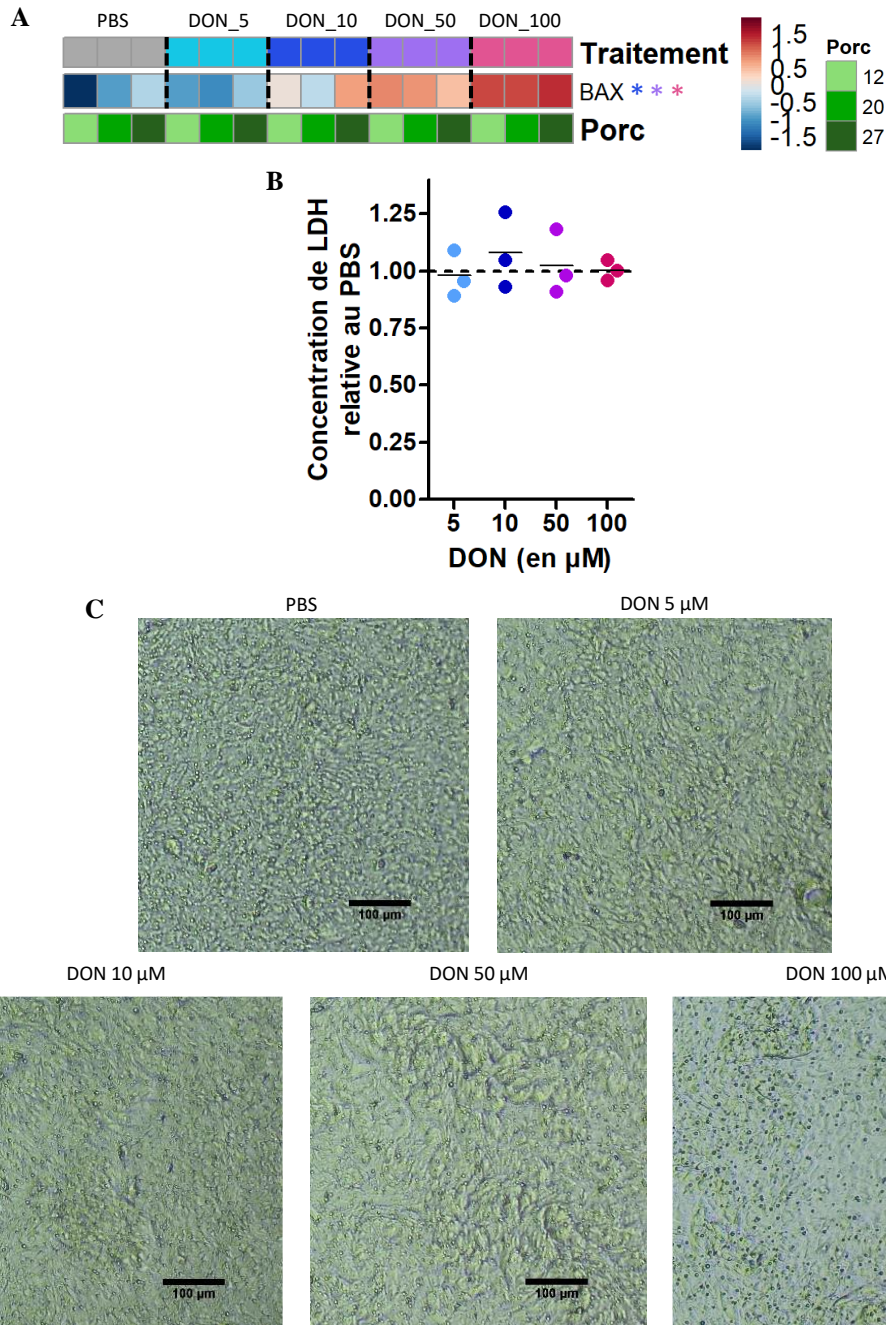 A
PBS DON_5 DON_10 DON_50 DON_100
Traitement
BAX * * *
Porc
1.5
1
0.5
0
-0.5
-1
-1.5
Porc
12
20
27
B
Concentration de LDH
relative au PBS
1.25
1.00
0.75
0.50
0.25
0.00
5 10 50 100
DON (en µM)
C
PBS
DON 5 µM
100 µm
100 µm
DON 10 µM
DON 50 µM
DON 100 µM
100 µm
100 µm